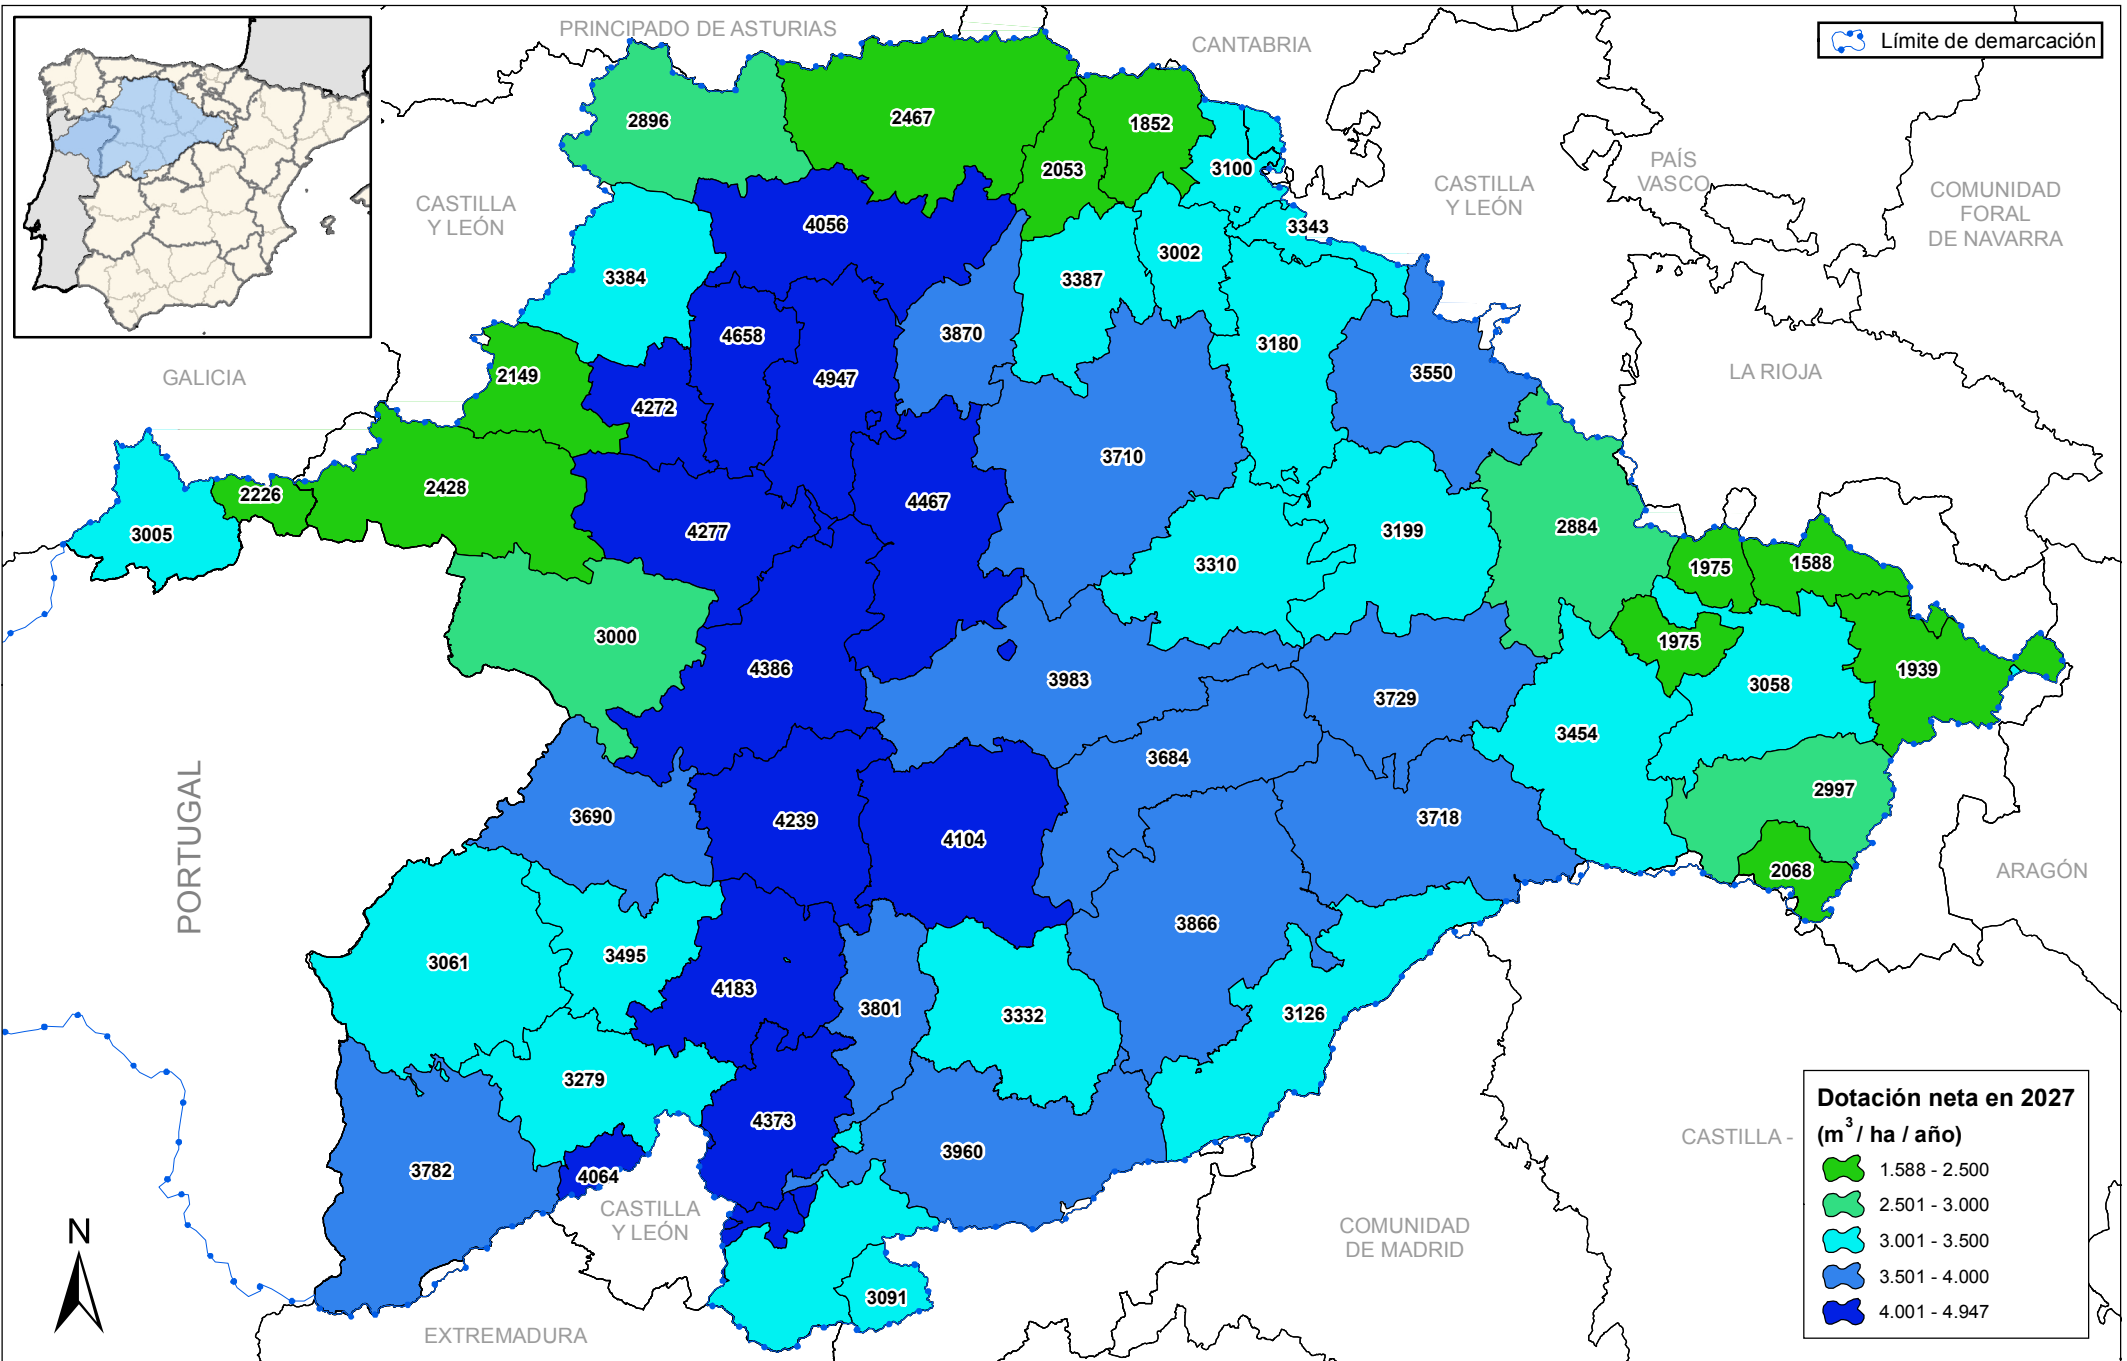 PRINCIPADO DE ASTURIAS
CANTABRIA
Límite de demarcación
2896
2467
1852
2053
3100
PAÍS
VASCO
CASTILLA
Y LEÓN
COMUNIDAD
FORAL
DE NAVARRA
CASTILLA
Y LEÓN
4056
3343
3002
3384
3387
4658
3870
3180
GALICIA
2149
4947
3550
LA RIOJA
4272
3710
2226
2428
4467
3005
4277
3199
2884
3310
1975
1588
3000
1975
4386
3983
3058
1939
3729
3454
3684
2997
PORTUGAL
3690
4239
4104
3718
2068
ARAGÓN
3866
3061
3495
4183
3801
3332
3126
3279
4373
3960
3782
4064
CASTILLA
Y LEÓN
COMUNIDAD
DE MADRID
CASTILLA -
3091
EXTREMADURA
N
Dotación neta en 2027
(m³ / ha / año)
1.588 - 2.500
2.501 - 3.000
3.001 - 3.500
3.501 - 4.000
4.001 - 4.947